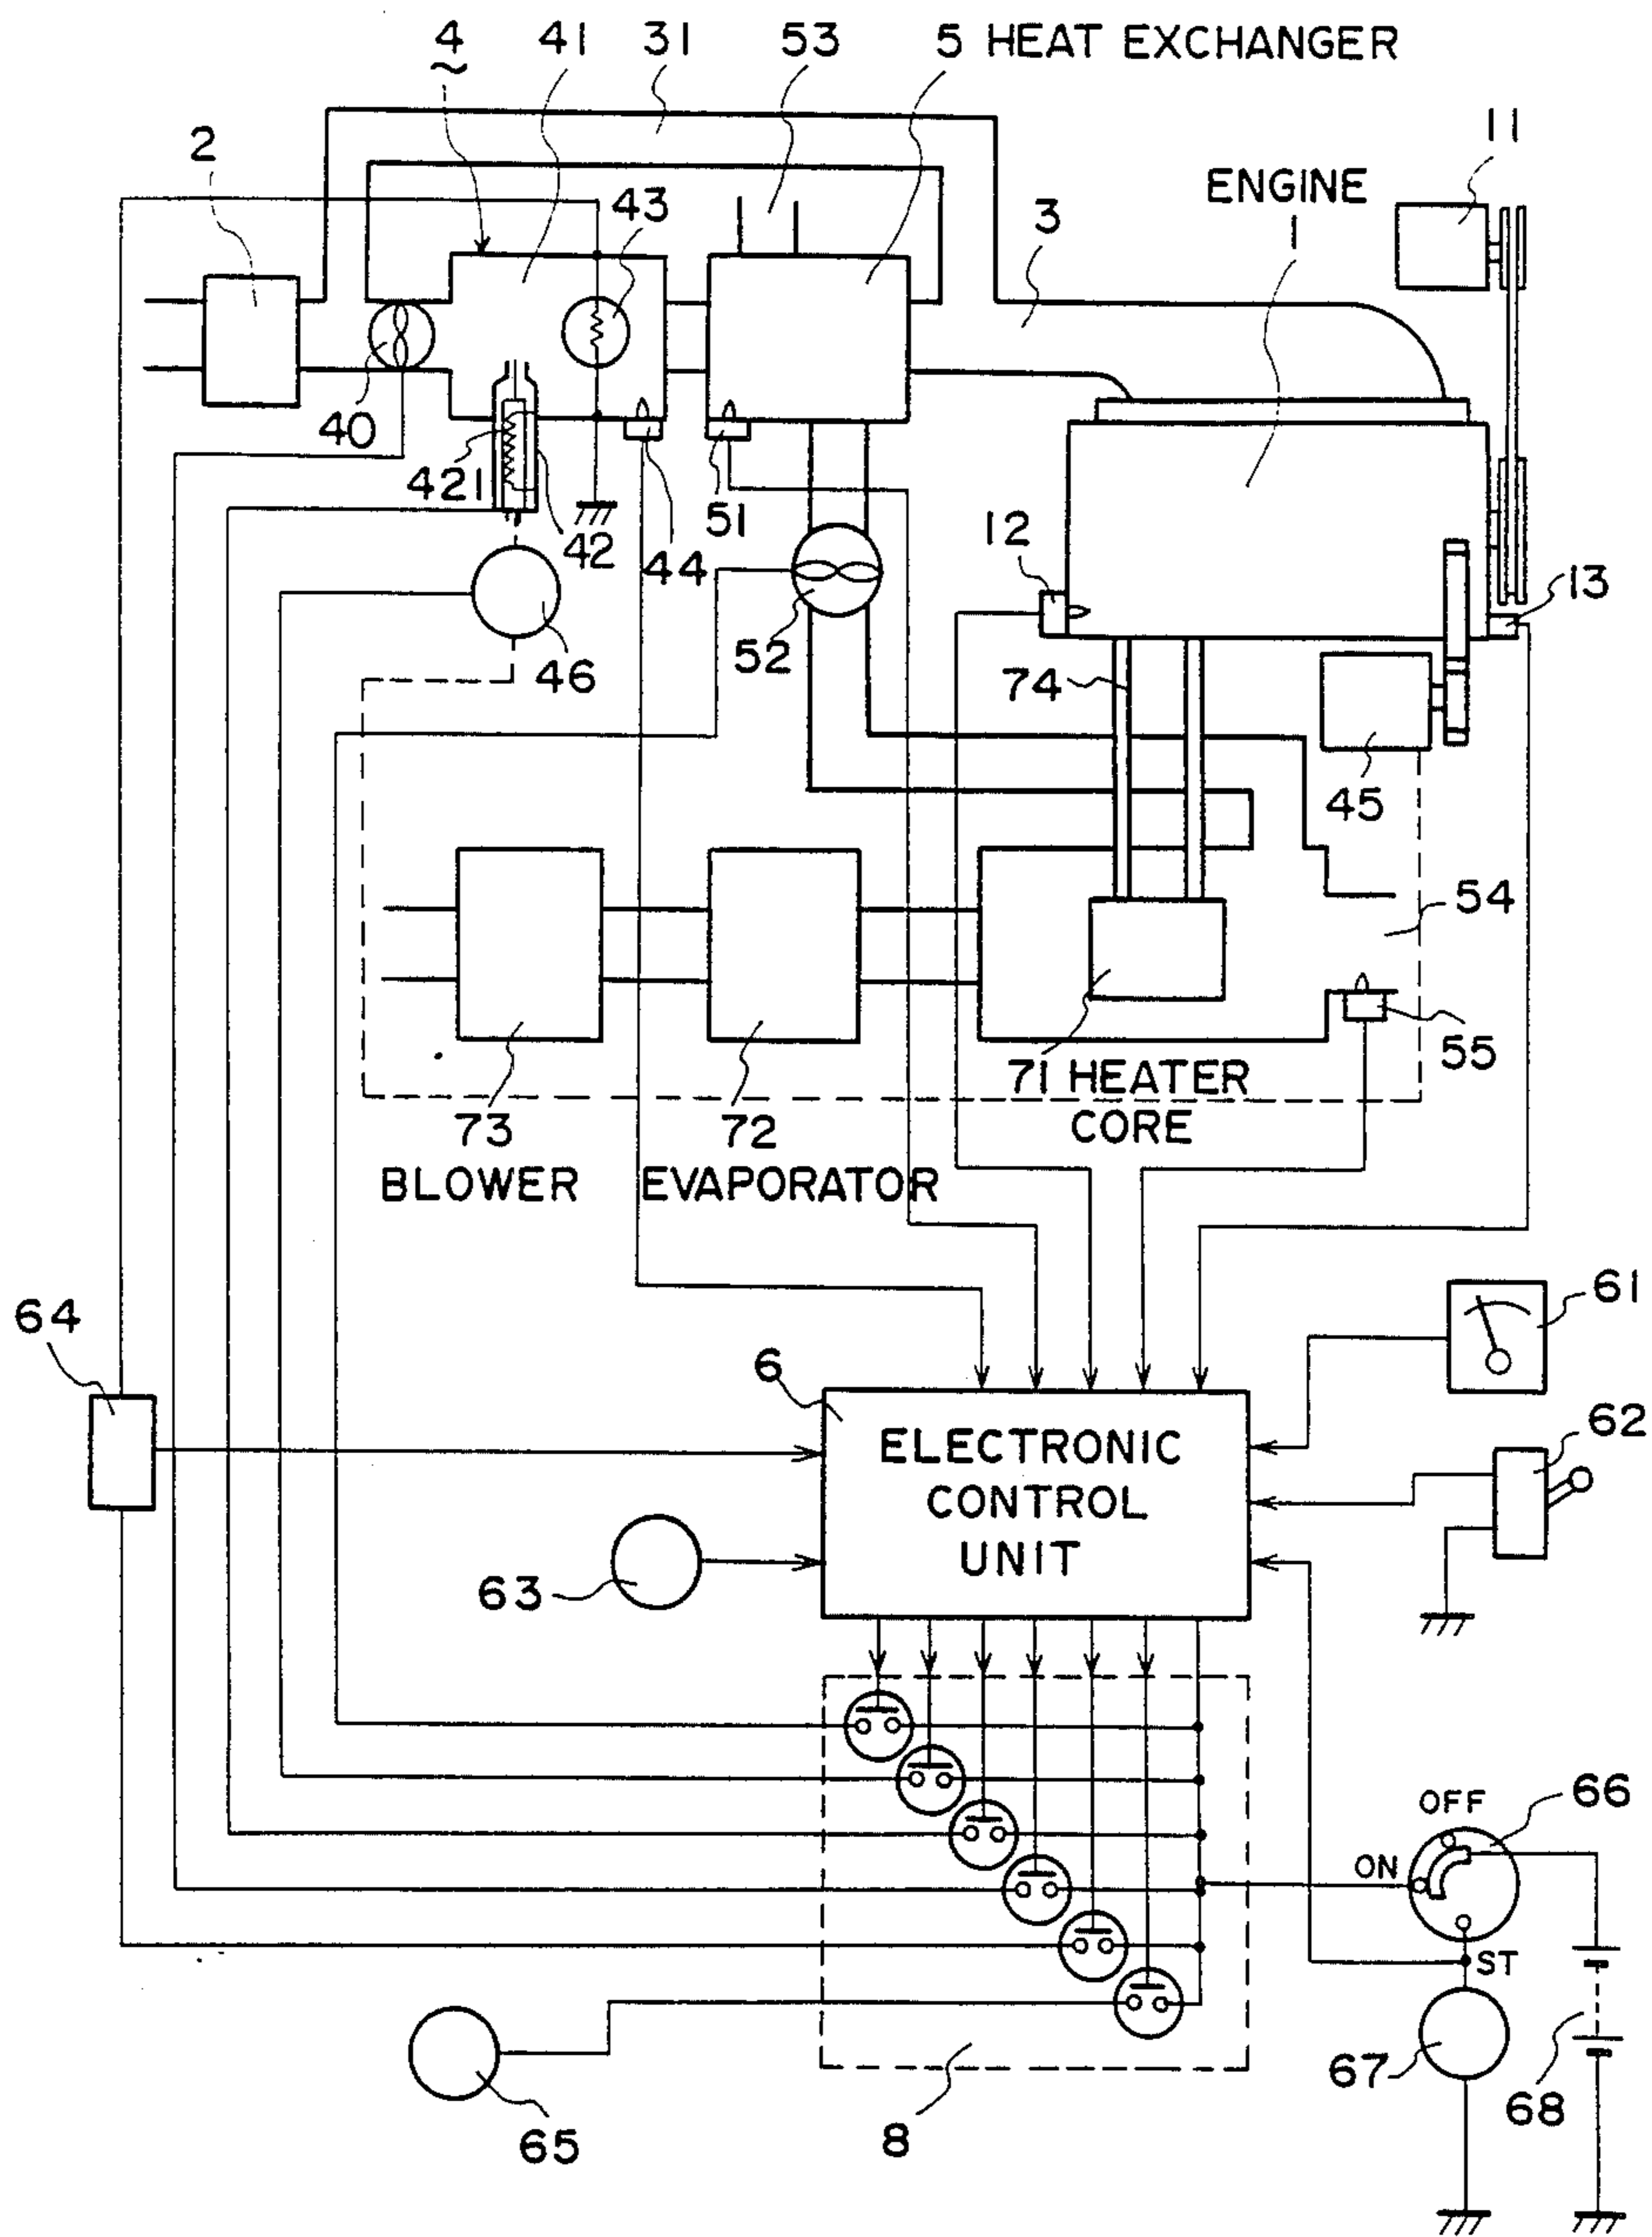 4 41 31 53 5 HEAT EXCHANGER
11
2
ENGINE
43 3 1
40
421
51
12
42 44
13
52
46
74
45
54
55
71 HEATER
CORE
73 72
BLOWER EVAPORATOR
61
64
6
62
ELECTRONIC
CONTROL
UNIT
63
OFF 66
ON
ST
67
68
65 8